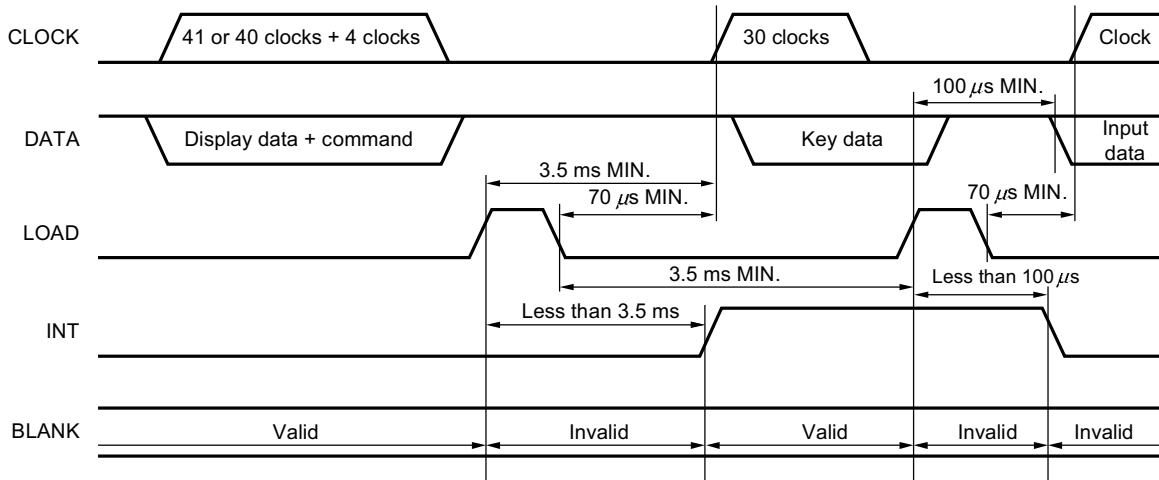 CLOCK
41 or 40 clocks + 4 clocks
30 clocks
Clock
100 µs MIN.
DATA
Display data + command
Key data
Input
data
3.5 ms MIN.
70 µs MIN.
70 µs MIN.
LOAD
3.5 ms MIN.
Less than 100 µs
Less than 3.5 ms
INT
BLANK
Valid
Invalid
Valid
Invalid
Invalid